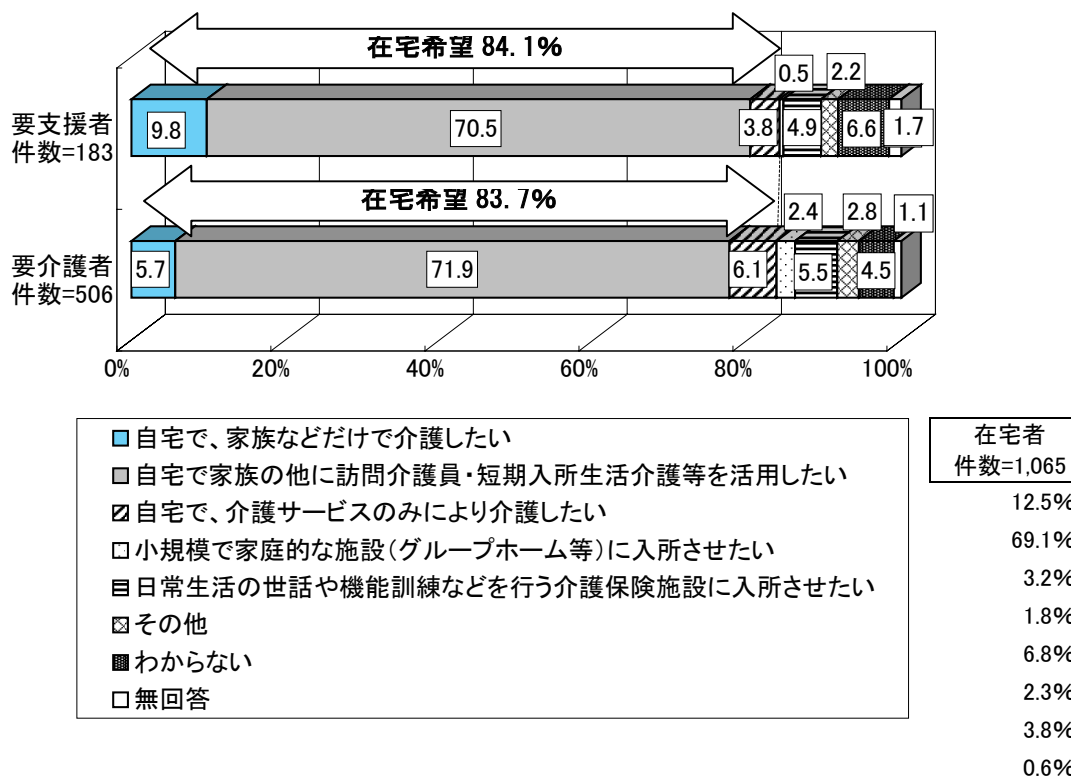 在宅希望 84.1%
0.5
2.2
要支援者
件数=183
9.8
70.5
3.8
4.9
6.6
1.7
在宅希望 83.7%
2.4
2.8
1.1
要介護者
件数=506
5.7
71.9
6.1
5.5
4.5
0%
20%
40%
60%
80%
100%
自宅で、家族などだけで介護したい
自宅で家族の他に訪問介護員・短期入所生活介護等を活用したい
自宅で、介護サービスのみにより介護したい
小規模で家庭的な施設(グループホーム等)に入所させたい
日常生活の世話や機能訓練などを行う介護保険施設に入所させたい
その他
わからない
無回答
在宅者
件数=1,065
12.5%
69.1%
3.2%
1.8%
6.8%
2.3%
3.8%
0.6%